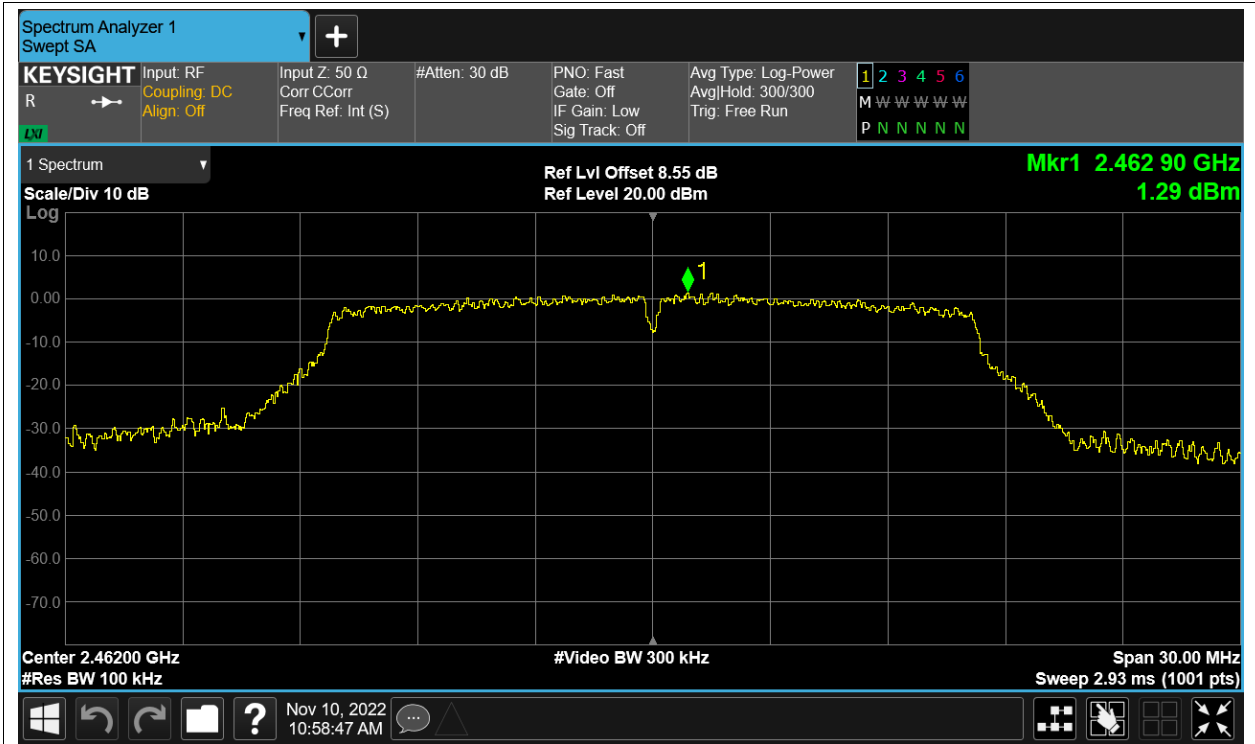 Spectrum Analyzer 1
Swept SA
+
KEYSIGHT
R
LXI
Input: RF
Coupling: DC
Align: Off
Input Z: 50 Ω
Corr CCorr
Freq Ref: Int (S)
#Atten: 30 dB
PNO: Fast
Gate: Off
IF Gain: Low
Sig Track: Off
Avg Type: Log-Power
Avg|Hold: 300/300
Trig: Free Run
1 2 3 4 5 6
M W W W W W
P N N N N N
1 Spectrum
Scale/Div 10 dB
Log
Ref Lvl Offset 8.55 dB
Ref Level 20.00 dBm
Mkr1 2.462 90 GHz
1.29 dBm
1
10.0
0.00
-10.0
-20.0
-30.0
-40.0
-50.0
-60.0
-70.0
Center 2.46200 GHz
#Res BW 100 kHz
#Video BW 300 kHz
Span 30.00 MHz
Sweep 2.93 ms (1001 pts)
?
Nov 10, 2022
10:58:47 AM